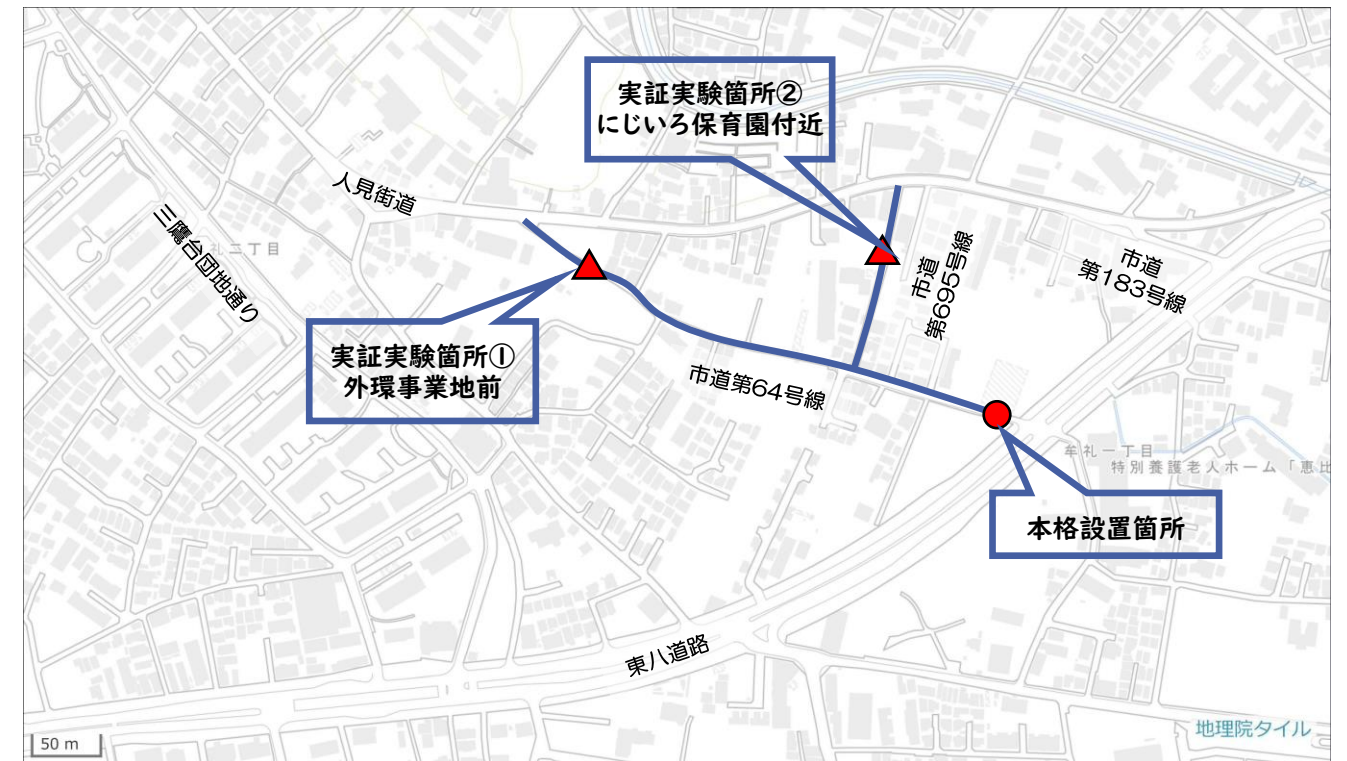 実証実験箇所②
にじいろ保育園付近
人見街道
三鷹台団地通り
礼二丁目
市道
第695号線
市道
第183号線
実証実験箇所①
外環事業地前
市道第64号線
牟礼一丁目
特別養護老人ホーム「恵比
本格設置箇所
東八道路
地理院タイル
50 m